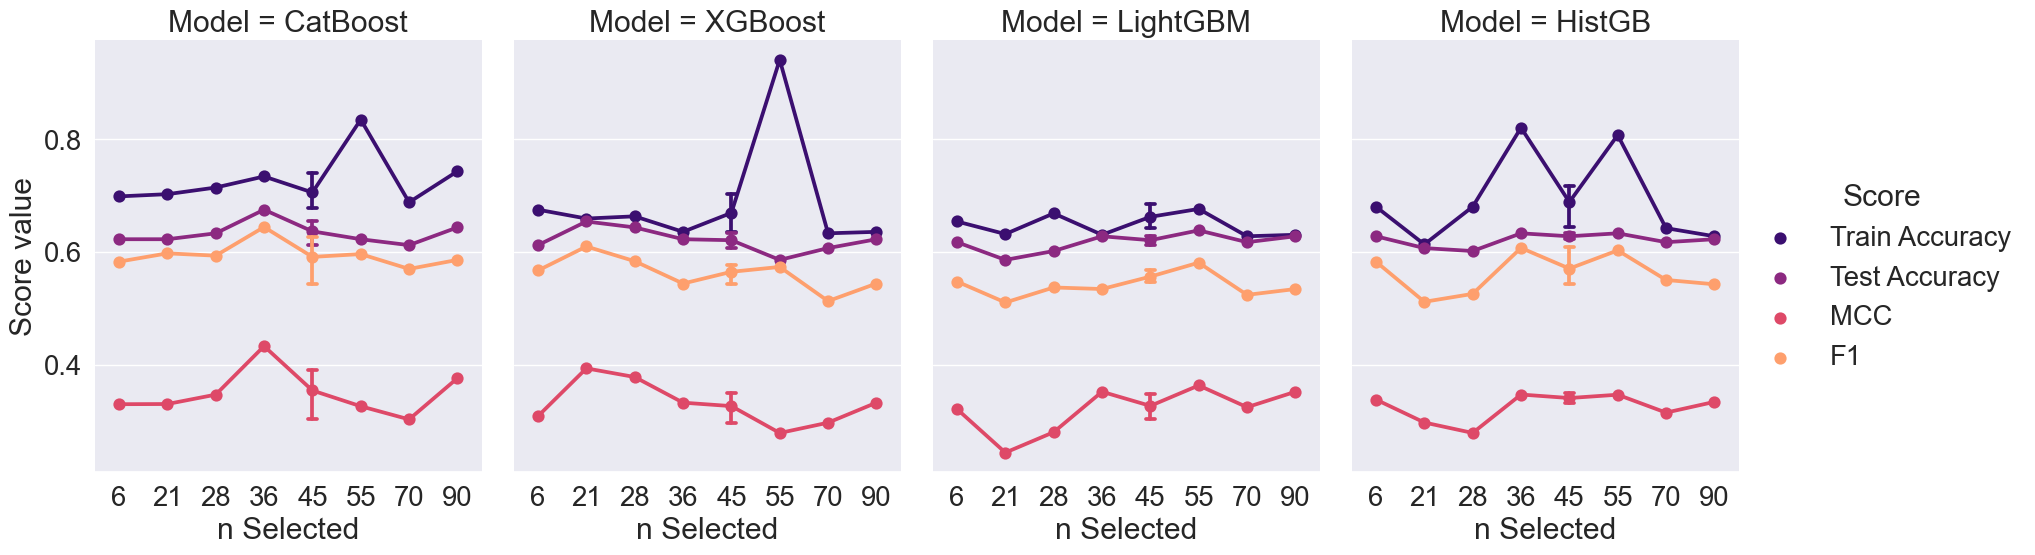 Model = CatBoost
Model = XGBoost
Model = LightGBM
Model = HistGB
Score value
0.8
0.6
0.4
6 21 28 36 45 55 70 90
n Selected
6 21 28 36 45 55 70 90
n Selected
6 21 28 36 45 55 70 90
n Selected
6 21 28 36 45 55 70 90
n Selected
Score
Train Accuracy
Test Accuracy
MCC
F1